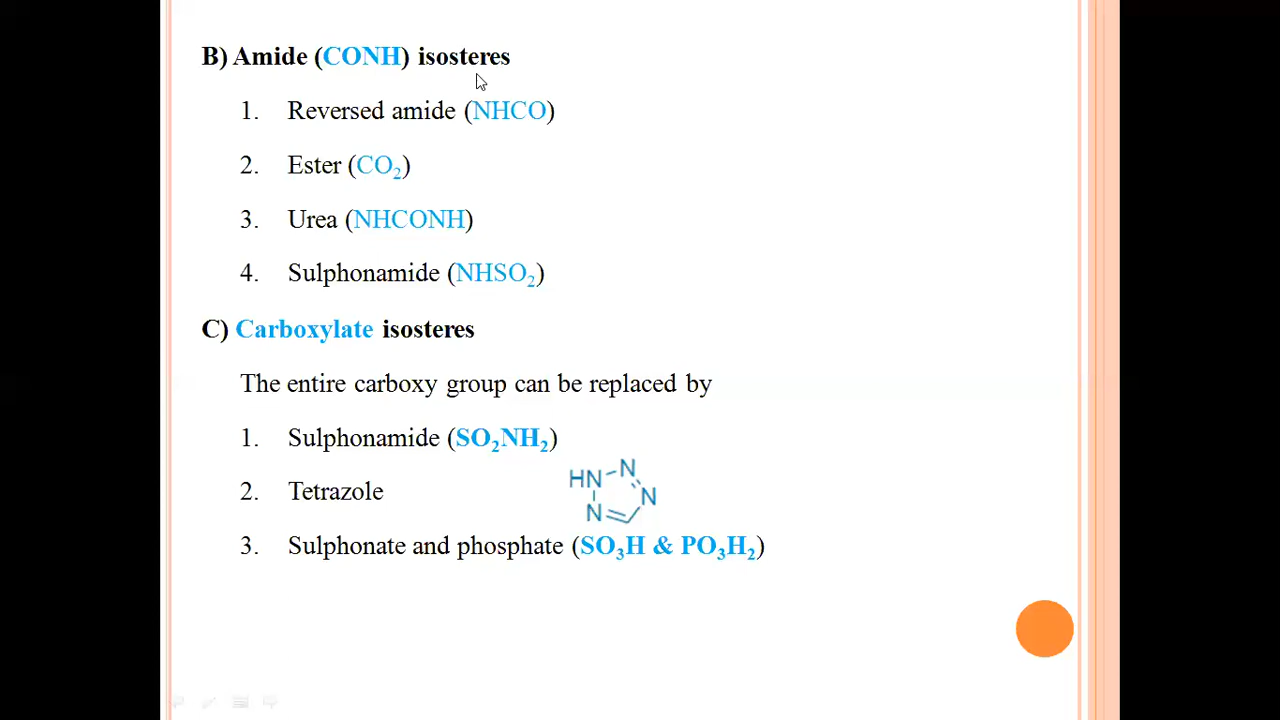 B) Amide (CONH) isosteres
1. Reversed amide (NHCO)
2. Ester (CO₂)
3. Urea (NHCONH)
4. Sulphonamide (NHSO₂)
C) Carboxylate isosteres
The entire carboxy group can be replaced by
1. Sulphonamide (SO₂NH₂)
2. Tetrazole
HN N
N
N
3. Sulphonate and phosphate (SO₃H & PO₃H₂)